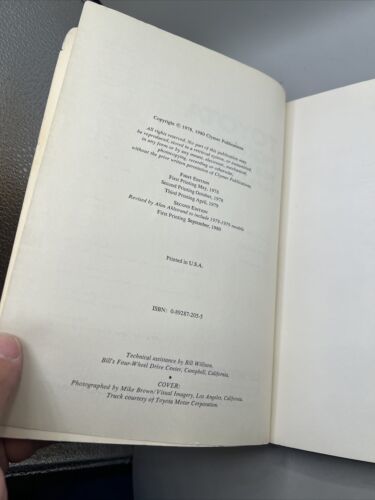 Copyright © 1978, 1980 Clymer Publications
All rights reserved. No part of this publication may
be reproduced, stored in a retrieval system, or transmitted
in any form or by any means, electronic, mechanical,
photocopying, recording or otherwise,
without the prior written permission of Clymer Publications.
FIRST EDITION
First Printing May, 1978
Second Printing October, 1978
Third Printing April, 1979
SECOND EDITION
Revised by Alan Ahlstrand to include 1978-1979 models
First Printing September, 1980
Printed in U.S.A.
ISBN: 0-89287-205-5
Technical assistance by Bill Wilson,
Bill's Four-Wheel Drive Center, Campbell, California.
•
COVER:
Photographed by Mike Brown/Visual Imagery, Los Angeles, California.
Truck courtesy of Toyota Motor Corporation.